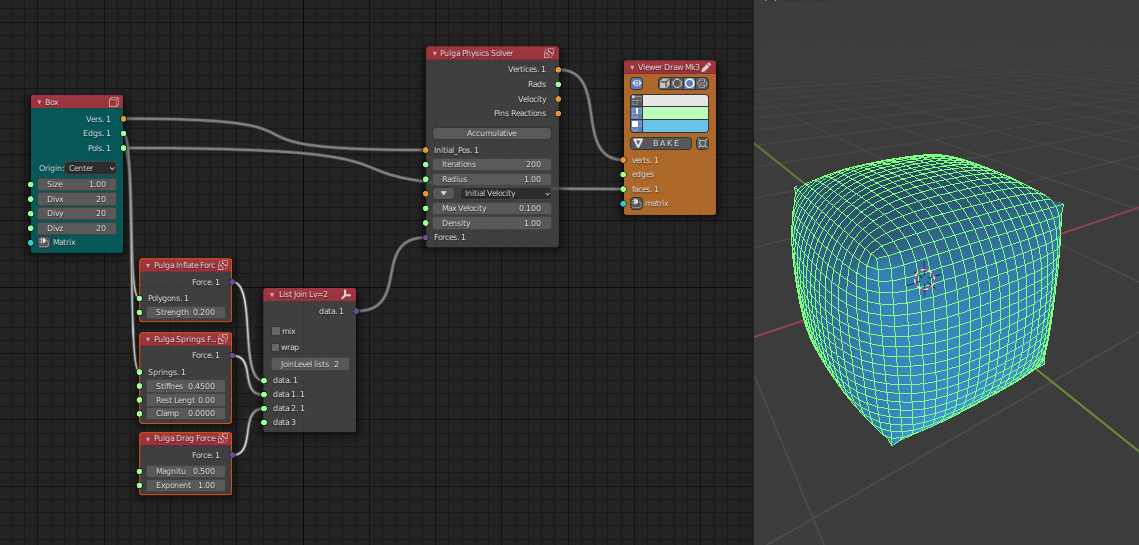 Box
Vers. 1
Edgs. 1
Pols. 1
Origin: Center
Size 1.00
Divx 20
Divy 20
Divz 20
Matrix
Pulga Inflate Forc
Force. 1
Polygons. 1
Strength 0.200
Pulga Springs F...
Force. 1
Springs. 1
Stiffnes 0.4500
Rest Lengt 0.00
Clamp 0.0000
Pulga Drag Force
Force. 1
Magnitu 0.500
Exponent 1.00
List Join Lv=2
data. 1
mix
wrap
JoinLevel lists 2
data. 1
data 1. 1
data 2. 1
data 3
Pulga Physics Solver
Vertices. 1
Rads
Velocity
Pins Reactions
Accumulative
Initial_Pos. 1
Iterations 200
Radius 1.00
Initial Velocity
Max Velocity 0.100
Density 1.00
Forces. 1
Viewer Draw Mk3
BAKE
verts. 1
edges
faces. 1
matrix